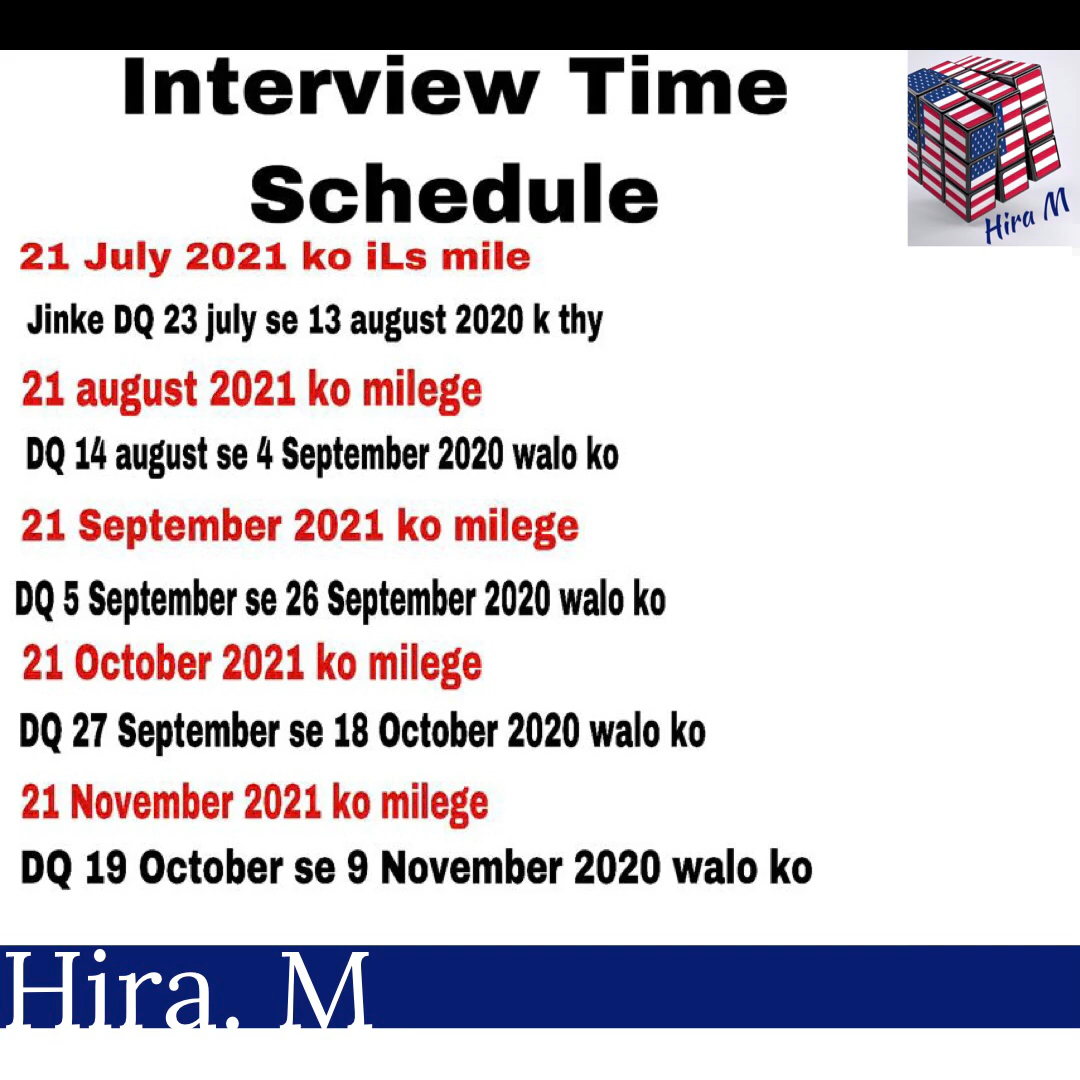 Interview Time
Schedule
Hira M
21 July 2021 ko iLs mile
Jinke DQ 23 july se 13 august 2020 k thy
21 august 2021 ko milege
DQ 14 august se 4 September 2020 walo ko
21 September 2021 ko milege
DQ 5 September se 26 September 2020 walo ko
21 October 2021 ko milege
DQ 27 September se 18 October 2020 walo ko
21 November 2021 ko milege
DQ 19 October se 9 November 2020 walo ko
Hira. M